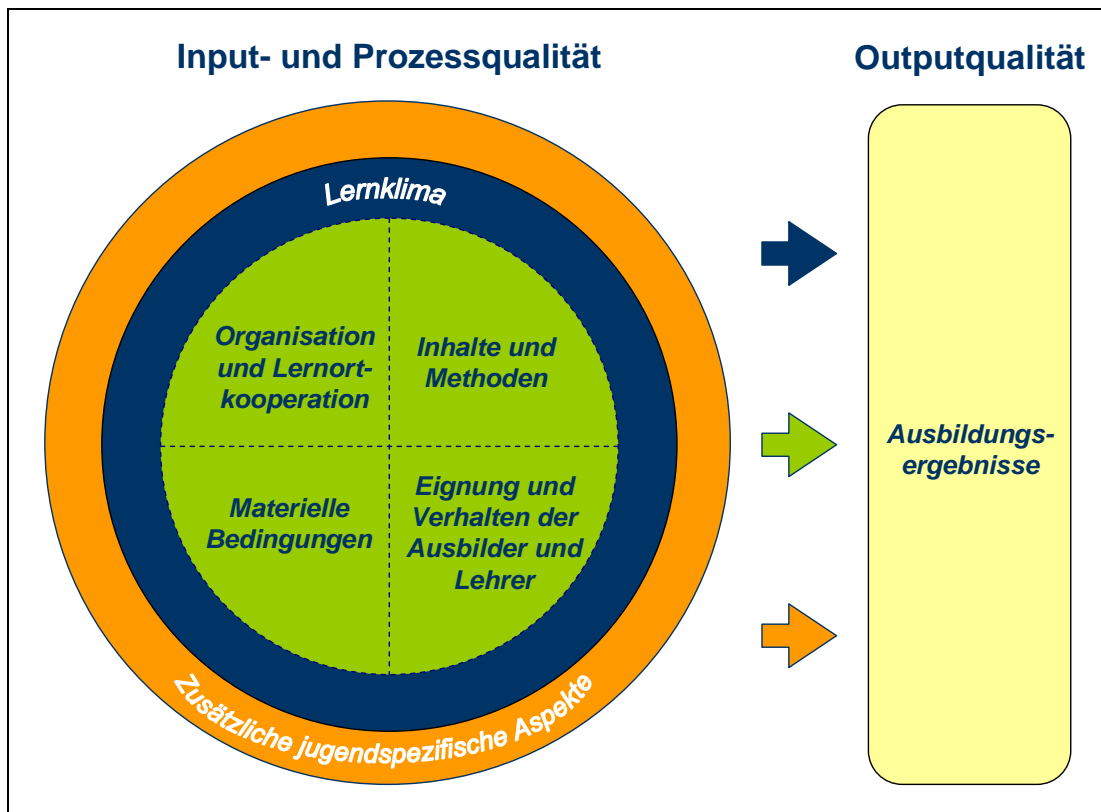 Input- und Prozessqualität
Outputqualität
Lernklima
Organisation
und Lernort-
kooperation
Inhalte und
Methoden
Materielle
Bedingungen
Eignung und
Verhalten der
Ausbilder und
Lehrer
Zusätzliche jugendspezifische Aspekte
Ausbildungs-
ergebnisse